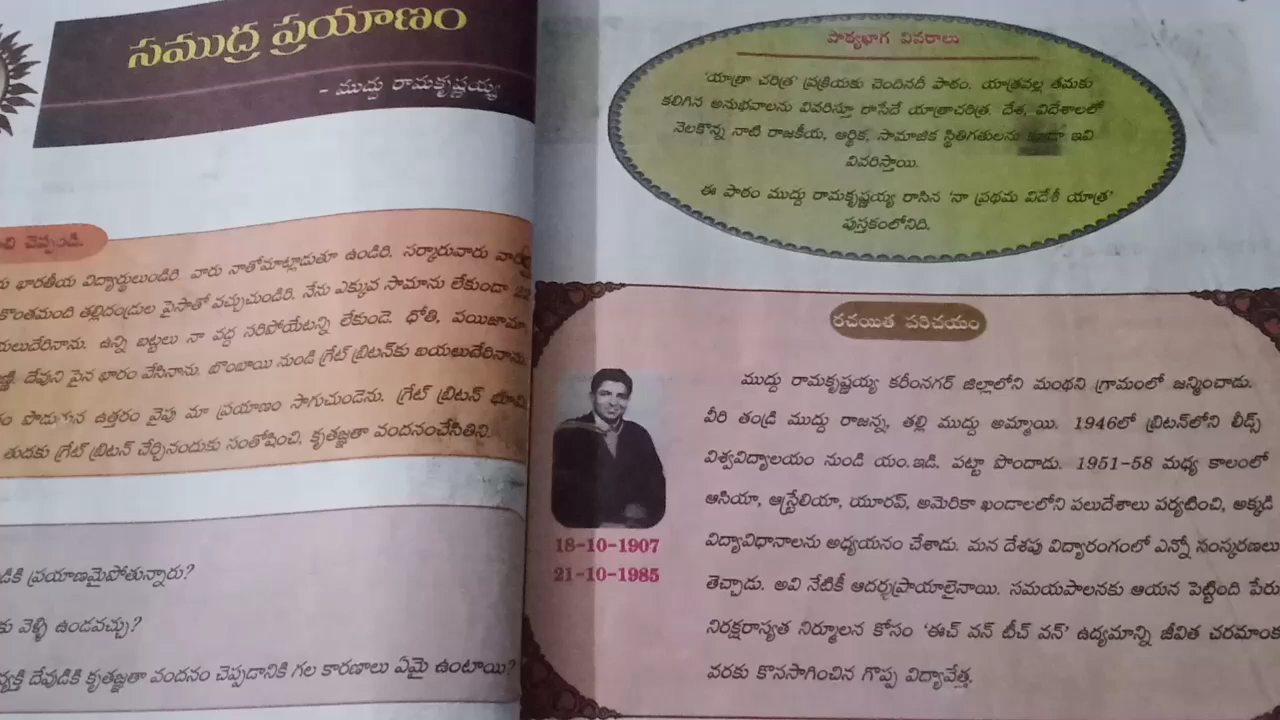 సముద్ర ప్రయాణం
- ముద్దు రామకృష్ణయ్య
చెప్పండి.
భారతీయ విద్యార్థులుండిరి. వారు నాతోమాట్లాడుతూ ఉండిరి. సర్కారువారు
కొంతమంది తల్లిదండ్రుల పైసాతో వచ్చుచుండిరి. నేను ఎక్కువ సామాను లేకుండా
ఉన్ని బట్టలు నా వద్ద సరిపోయేటన్ని లేకుండె. ధోతి, పయిజామా
దేవుని పైన భారం వేసినాను. బొంబాయి నుండి గ్రేట్ బ్రిటన్‌కు బయలుదేరినాను.
ఉత్తరం వైపు మా ప్రయాణం సాగుచుండెను. గ్రేట్ బ్రిటన్ భూమి
తుదకు గ్రేట్ బ్రిటన్ చేర్చినందుకు సంతోషించి, కృతజ్ఞతా వందనంచేసితిని.
ప్రయాణమైపోతున్నారు?
వెళ్ళి ఉండవచ్చు?
దేవుడికి కృతజ్ఞతా వందనం చెప్పడానికి గల కారణాలు ఏమై ఉంటాయి?
పాఠ్యభాగ వివరాలు
'యాత్రా చరిత్ర' ప్రక్రియకు చెందినదీ పాఠం. యాత్రవల్ల తమకు
కలిగిన అనుభవాలను వివరిస్తూ రాసేదే యాత్రాచరిత్ర. దేశ, విదేశాలలో
నెలకొన్న నాటి రాజకీయ, ఆర్థిక, సామాజిక స్థితిగతులను కూడా ఇవి
వివరిస్తాయి.
ఈ పాఠం ముద్దు రామకృష్ణయ్య రాసిన 'నా ప్రథమ విదేశీ యాత్ర'
పుస్తకంలోనిది.
రచయిత పరిచయం
ముద్దు రామకృష్ణయ్య కరీంనగర్ జిల్లాలోని మంథని గ్రామంలో జన్మించాడు.
వీరి తండ్రి ముద్దు రాజన్న, తల్లి ముద్దు అమ్మాయి. 1946లో బ్రిటన్‌లోని లీడ్స్
విశ్వవిద్యాలయం నుండి యం.ఇడి. పట్టా పొందాడు. 1951-58 మధ్య కాలంలో
ఆసియా, ఆస్ట్రేలియా, యూరప్, అమెరికా ఖండాలలోని పలుదేశాలు పర్యటించి, అక్కడి
విద్యావిధానాలను అధ్యయనం చేశాడు. మన దేశపు విద్యారంగంలో ఎన్నో సంస్కరణలు
తెచ్చాడు. అవి నేటికీ ఆదర్శప్రాయాలైనాయి. సమయపాలనకు ఆయన పెట్టింది పేరు
నిరక్షరాస్యత నిర్మూలన కోసం 'ఈచ్ వన్ టీచ్ వన్' ఉద్యమాన్ని జీవిత చరమాంక
వరకు కొనసాగించిన గొప్ప విద్యావేత్త.
18-10-1907
21-10-1985